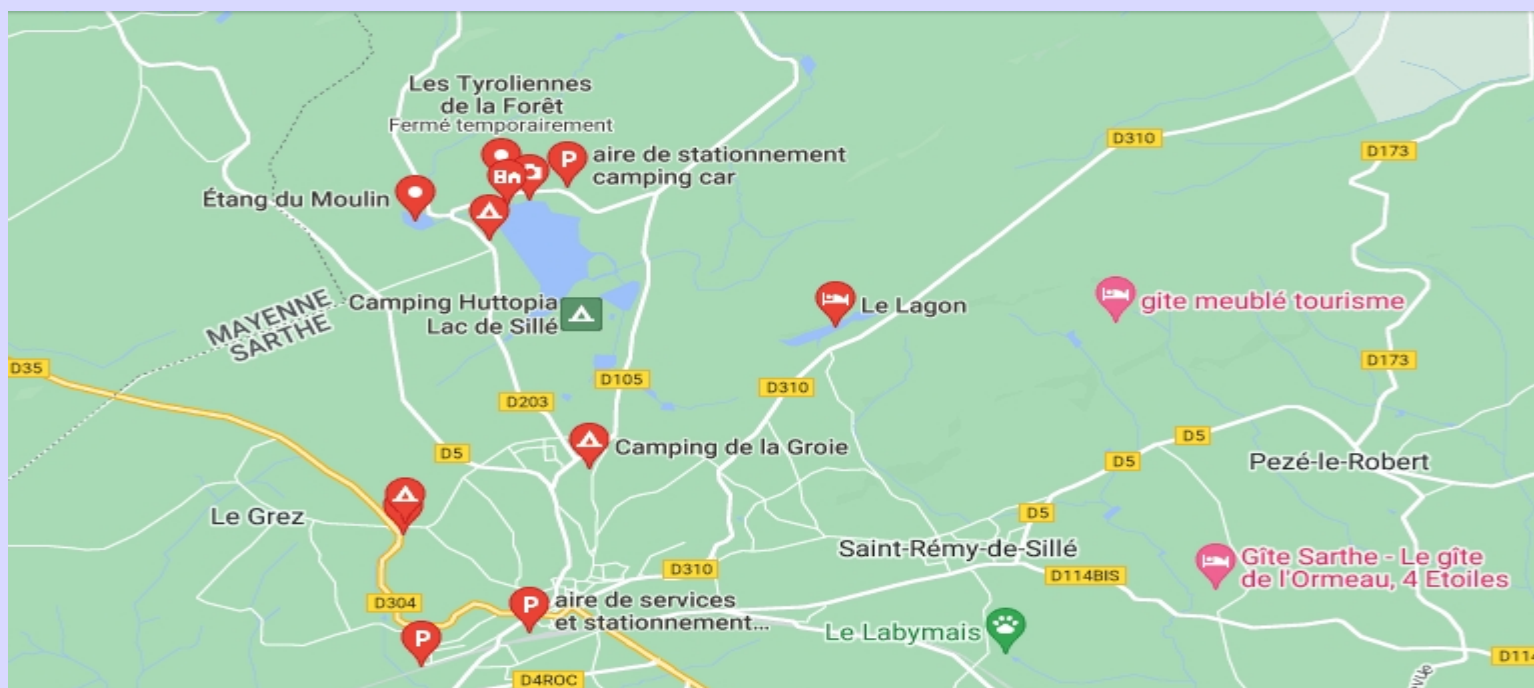 Les Tyroliennes
de la Forêt
Fermé temporairement
P
aire de stationnement
camping car
D310
D173
Étang du Moulin
Camping Huttopia
Lac de Sillé
Le Lagon
gite meublé tourisme
MAYENNE
SARTHE
D35
D105
D310
D173
D203
D5
Camping de la Groie
D5
D5
Pezé-le-Robert
Le Grez
D5
Saint-Rémy-de-Sillé
D310
D114BIS
Gîte Sarthe - Le gîte
de l'Ormeau, 4 Etoiles
D304
P
aire de services
et stationnement...
P
Le Labymais
D4ROC
D114